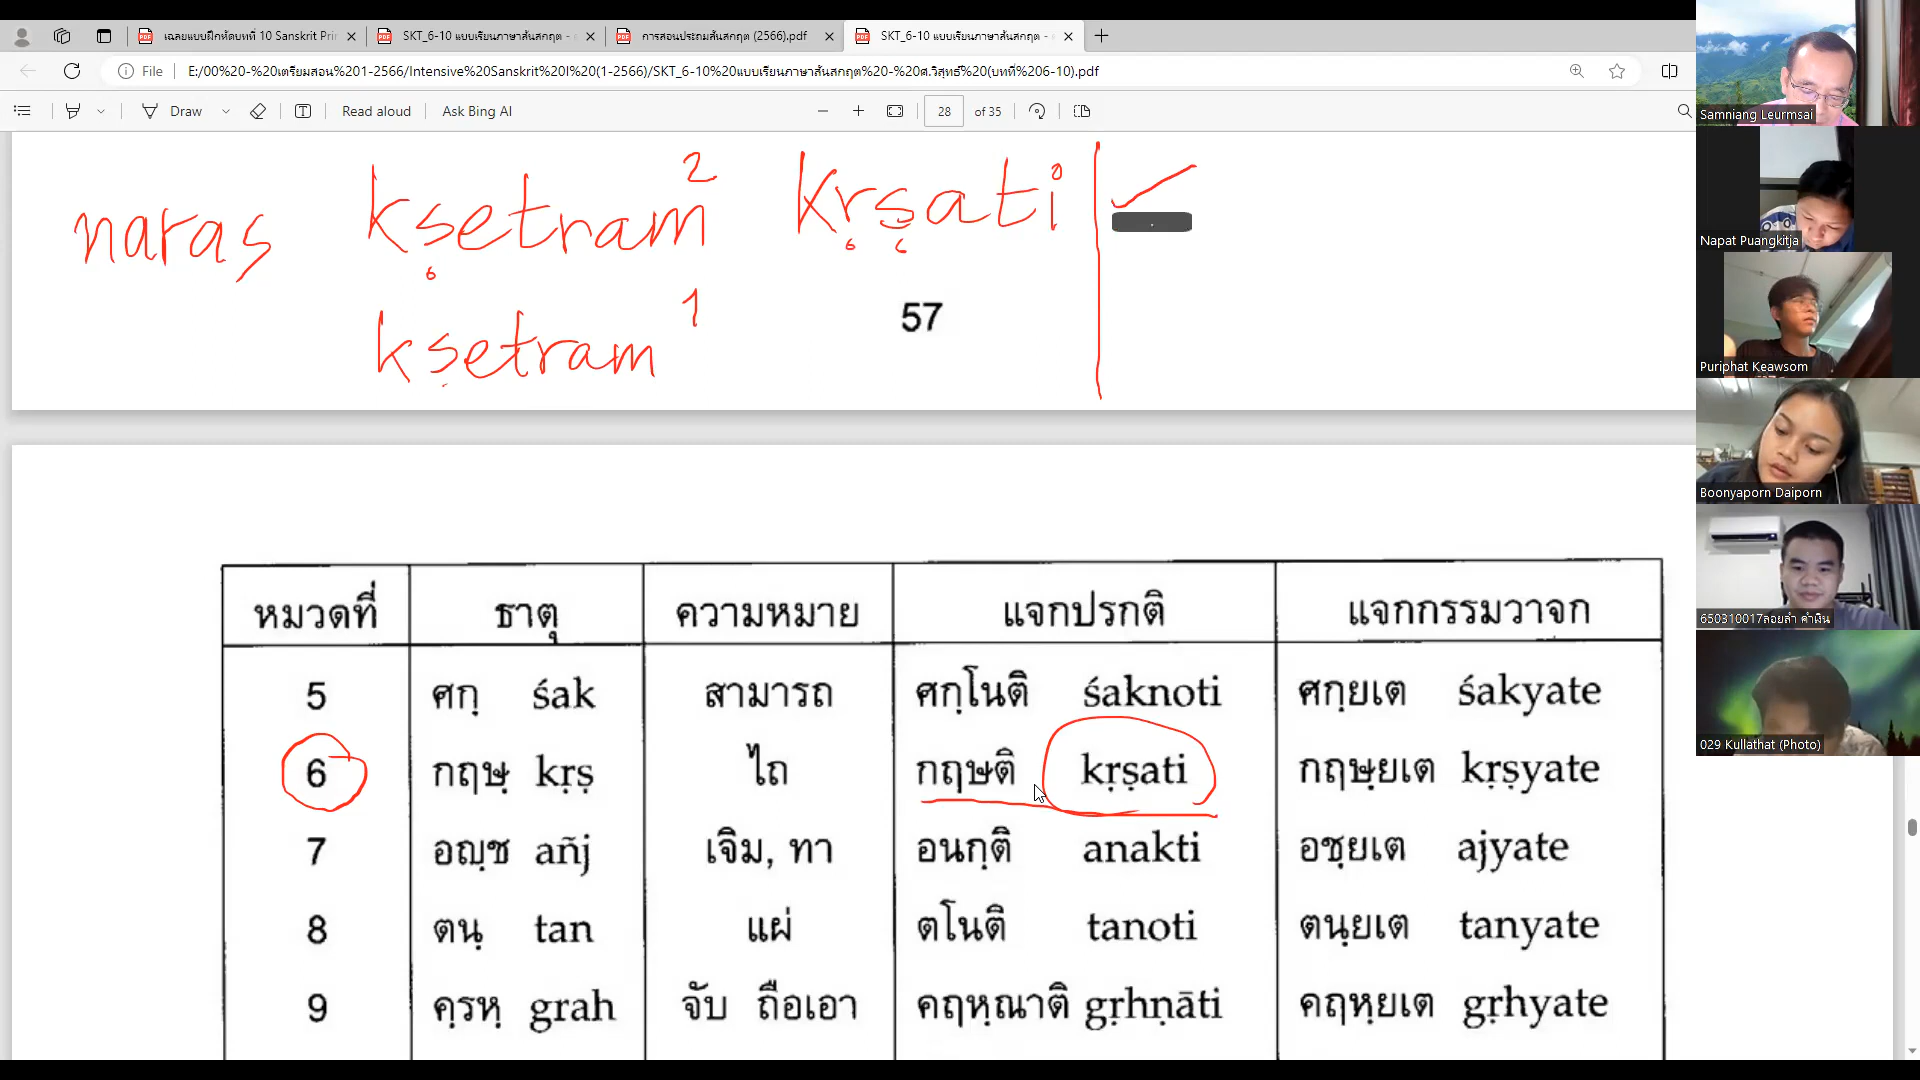 เฉลยแบบฝึกหัดบทที่ 10 Sanskrit Pri
SKT_6-10 แบบเรียนภาษาสันสกฤต -
การสอนประถมสันสกฤต (2566).pdf
SKT_6-10 แบบเรียนภาษาสันสกฤต -
File E:/00%20-%20เตรียมสอน%201-2566/Intensive%20Sanskrit%20I%20(1-2566)/SKT_6-10%20แบบเรียนภาษาสันสกฤต%20-%20ศ.วิสุทธ์%20(บทที่%206-10).pdf
Draw Read aloud Ask Bing AI 28 of 35
naras kṣetram 2 kṛṣati
kṣetram 1
57
หมวดที่ ธาตุ ความหมาย แจกปรกติ แจกกรรมวาจก
5 ศกฺ śak สามารถ ศกฺโนติ śaknoti ศกฺยเต śakyate
6 กฤษฺ kṛṣ ไถ กฤษติ kṛṣati กฤษฺยเต kṛṣyate
7 อญฺช añj เจิม, ทา อนกฺติ anakti อชฺยเต ajyate
8 ตนฺ tan แผ่ ตโนติ tanoti ตนฺยเต tanyate
9 คฺรหฺ grah จับ ถือเอา คฤหฺณาติ gṛhṇāti คฤหฺยเต gṛhyate
Samniang Leurmsai
Napat Puangkitja
Puriphat Keawsom
Boonyaporn Daiporn
650310017ลอยลำ คำฝัน
029 Kullathat (Photo)